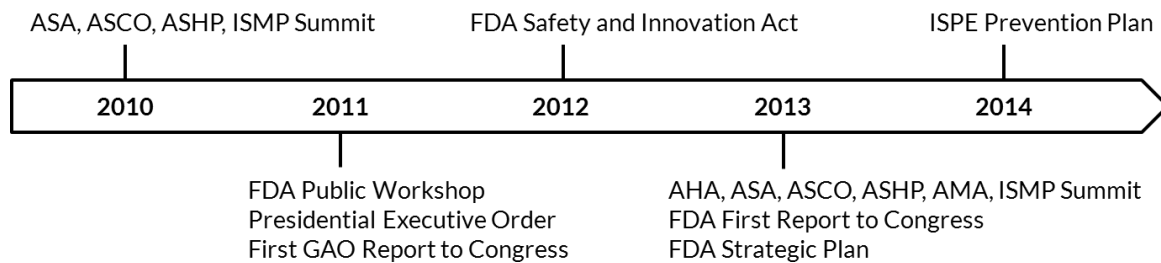 ASA, ASCO, ASHP, ISMP Summit
FDA Safety and Innovation Act
ISPE Prevention Plan
2010
2011
2012
2013
2014
FDA Public Workshop
Presidential Executive Order
First GAO Report to Congress
AHA, ASA, ASCO, ASHP, AMA, ISMP Summit
FDA First Report to Congress
FDA Strategic Plan